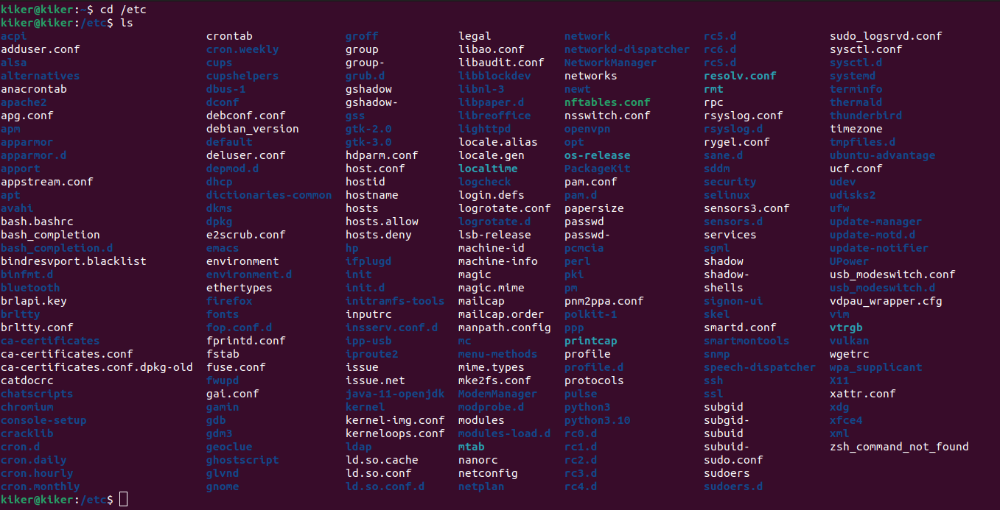 kiker@kiker:~$ cd /etc
kiker@kiker:/etc$ ls
acpi crontab groff legal network rc5.d sudo_logsrvd.conf
adduser.conf cron.weekly group libao.conf networkd-dispatcher rc6.d sysctl.conf
alsa cups group- libaudit.conf NetworkManager rcS.d sysctl.d
alternatives cupshelpers grub.d libblockdev networks resolv.conf systemd
anacrontab dbus-1 gshadow libnl-3 newt rmt terminfo
apache2 dconf gshadow- libpaper.d nftables.conf rpc thermald
apg.conf debconf.conf gss libreoffice nsswitch.conf rsyslog.conf thunderbird
apm debian_version gtk-2.0 lighttpd openvpn rsyslog.d timezone
apparmor default gtk-3.0 locale.alias opt rygel.conf tmpfiles.d
apparmor.d deluser.conf hdparm.conf locale.gen os-release sane.d ubuntu-advantage
apport depmod.d host.conf localtime PackageKit sddm ucf.conf
appstream.conf dhcp hostid logcheck pam.conf security udev
apt dictionaries-common hostname login.defs pam.d selinux udisks2
avahi dkms hosts logrotate.conf papersize sensors3.conf ufw
bash.bashrc dpkg hosts.allow logrotate.d passwd sensors.d update-manager
bash_completion e2scrub.conf hosts.deny lsb-release passwd- services update-motd.d
bash_completion.d emacs hp machine-id pcmcia sgml update-notifier
bindresvport.blacklist environment ifplugd machine-info perl shadow UPower
binfmt.d environment.d init magic pki shadow- usb_modeswitch.conf
bluetooth ethertypes init.d magic.mime pm shells usb_modeswitch.d
brlapi.key firefox initramfs-tools mailcap pnm2ppa.conf signon-ui vdpau_wrapper.cfg
brltty fonts inputrc mailcap.order polkit-1 skel vim
brltty.conf fop.conf.d insserv.conf.d manpath.config ppp smartd.conf vtrgb
ca-certificates fprintd.conf ipp-usb mc printcap smartmontools vulkan
ca-certificates.conf fstab iproute2 menu-methods profile snmp wgetrc
ca-certificates.conf.dpkg-old fuse.conf issue mime.types profile.d speech-dispatcher wpa_supplicant
catdocrc fwupd issue.net mke2fs.conf protocols ssh X11
chatscripts gai.conf java-11-openjdk ModemManager pulse ssl xattr.conf
chromium gamin kernel modprobe.d python3 subgid xdg
console-setup gdb kernel-img.conf modules python3.10 subgid- xfce4
cracklib gdm3 kerneloops.conf modules-load.d rc0.d subuid xml
cron.d geoclue ldap mtab rc1.d subuid- zsh_command_not_found
cron.daily ghostscript ld.so.cache nanorc rc2.d sudo.conf
cron.hourly glvnd ld.so.conf netconfig rc3.d sudoers
cron.monthly gnome ld.so.conf.d netplan rc4.d sudoers.d
kiker@kiker:/etc$